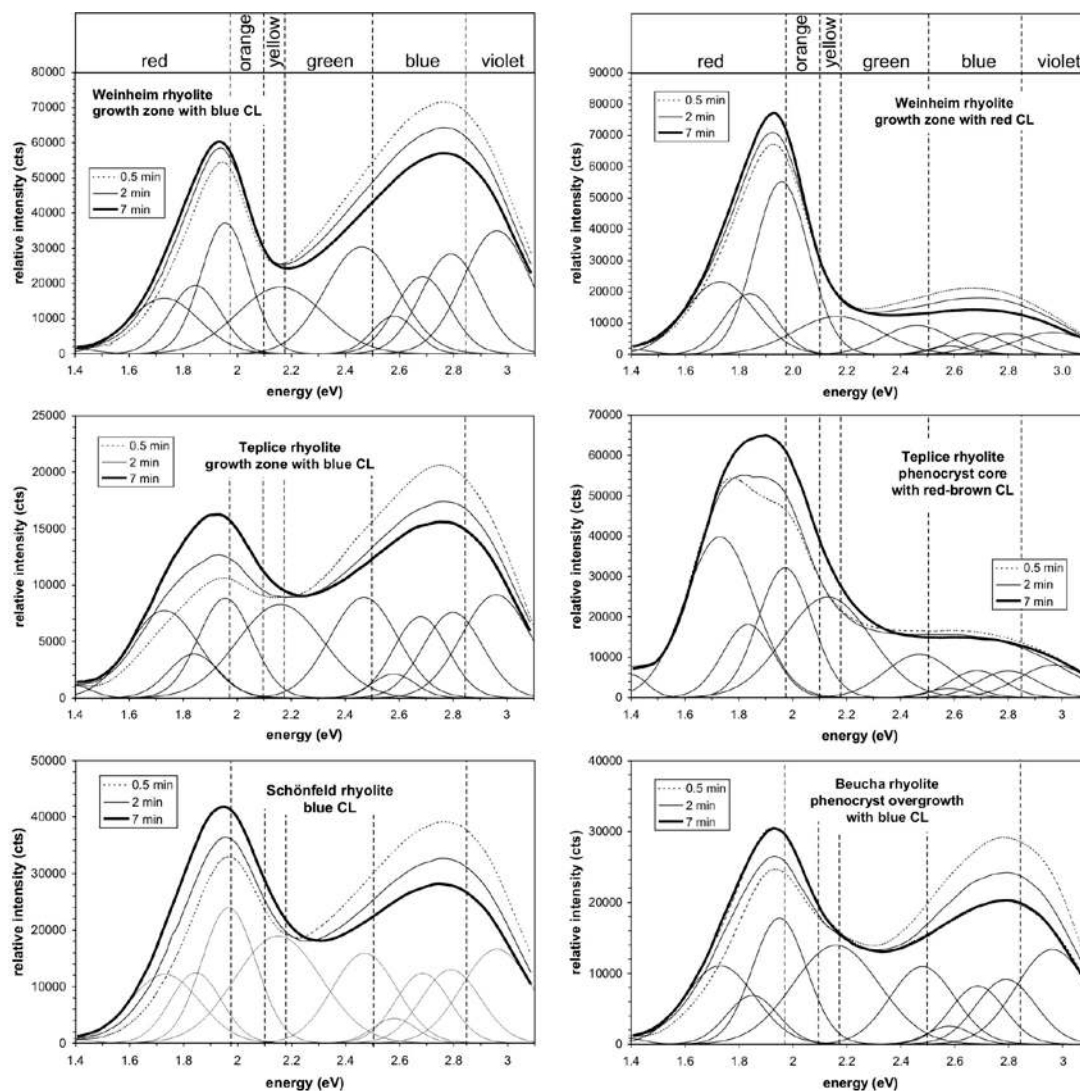 red orange yellow green blue violet
Weinheim rhyolite
growth zone with blue CL
0.5 min
2 min
7 min
relative intensity (cts)
80000
70000
60000
50000
40000
30000
20000
10000
0
1.4 1.6 1.8 2 2.2 2.4 2.6 2.8 3
energy (eV)
red orange yellow green blue violet
Weinheim rhyolite
growth zone with red CL
0.5 min
2 min
7 min
relative intensity (cts)
90000
80000
70000
60000
50000
40000
30000
20000
10000
0
1.4 1.6 1.8 2.0 2.2 2.4 2.6 2.8 3.0
energy (eV)
Teplice rhyolite
growth zone with blue CL
0.5 min
2 min
7 min
relative intensity (cts)
25000
20000
15000
10000
5000
0
1.4 1.6 1.8 2 2.2 2.4 2.6 2.8 3
energy (eV)
Teplice rhyolite
phenocryst core
with red-brown CL
0.5 min
2 min
7 min
relative intensity (cts)
70000
60000
50000
40000
30000
20000
10000
0
1.4 1.6 1.8 2 2.2 2.4 2.6 2.8 3
energy (eV)
Schönfeld rhyolite
blue CL
0.5 min
2 min
7 min
relative intensity (cts)
50000
40000
30000
20000
10000
0
1.4 1.6 1.8 2 2.2 2.4 2.6 2.8 3
energy (eV)
Beucha rhyolite
phenocryst overgrowth
with blue CL
0.5 min
2 min
7 min
relative intensity (cts)
40000
30000
20000
10000
0
1.4 1.6 1.8 2 2.2 2.4 2.6 2.8 3
energy (eV)